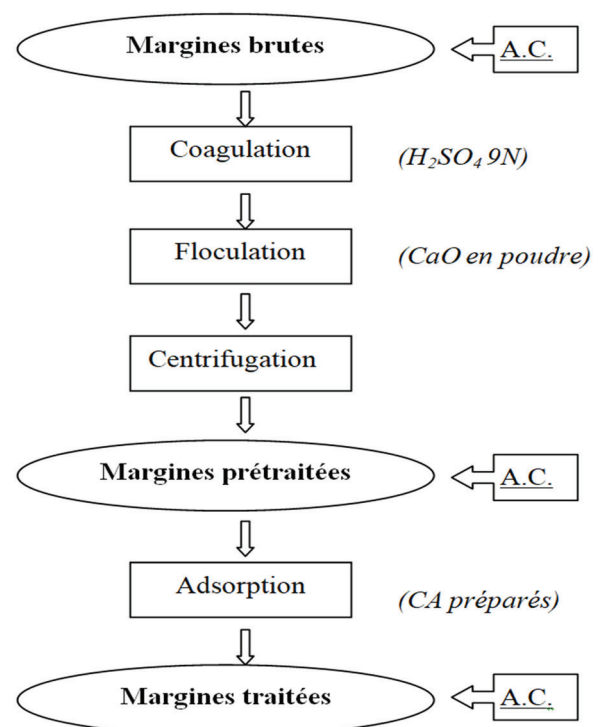 Margines brutes
A.C.
Coagulation
(H₂SO₄ 9N)
Floculation
(CaO en poudre)
Centrifugation
Margines prétraitées
A.C.
Adsorption
(CA préparés)
Margines traitées
A.C.